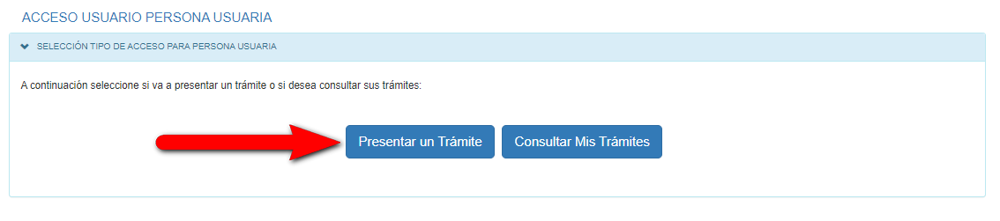 ACCESO USUARIO PERSONA USUARIA
SELECCIÓN TIPO DE ACCESO PARA PERSONA USUARIA
A continuación seleccione si va a presentar un trámite o si desea consultar sus trámites:
Presentar un Trámite
Consultar Mis Trámites